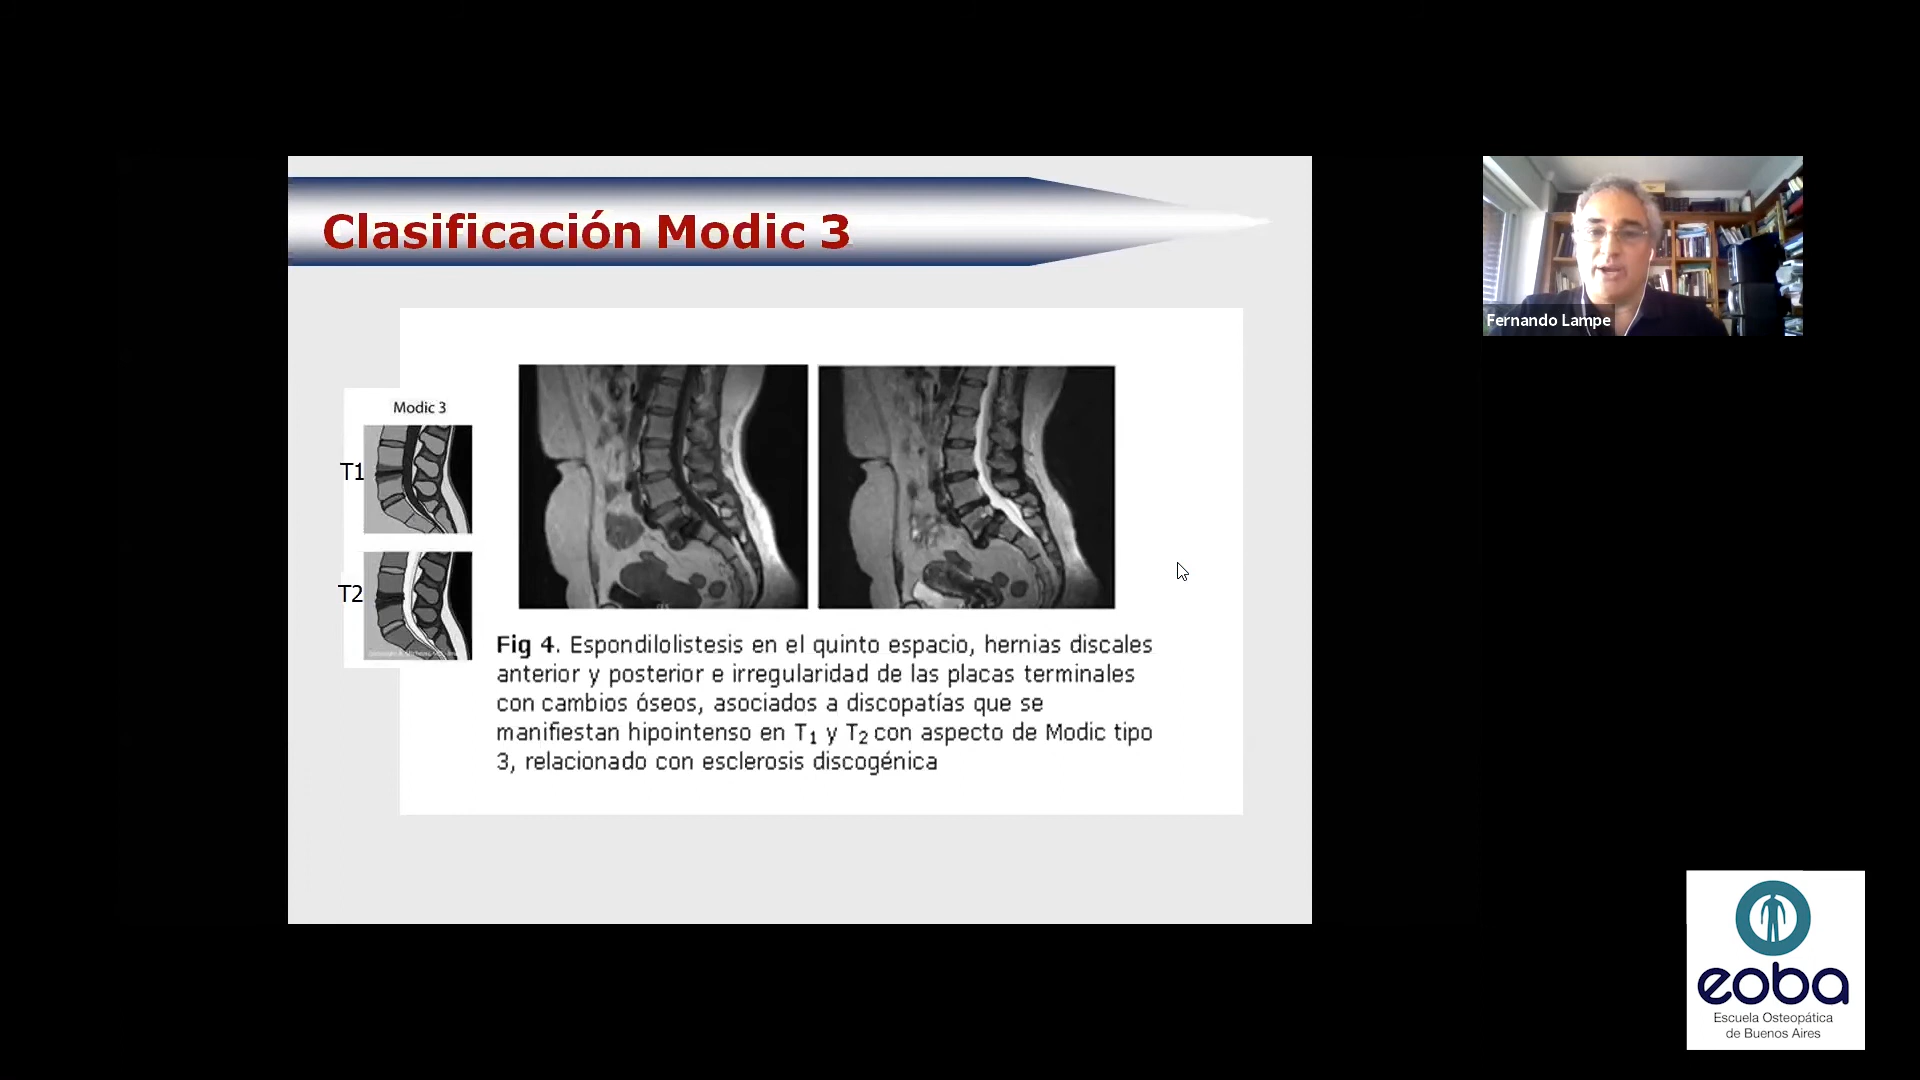 Clasificación Modic 3
Modic 3
T1
T2
Fig 4. Espondilolistesis en el quinto espacio, hernias discales
anterior y posterior e irregularidad de las placas terminales
con cambios óseos, asociados a discopatías que se
manifiestan hipointenso en T1 y T2 con aspecto de Modic tipo
3, relacionado con esclerosis discogénica
Fernando Lampe
eoba
Escuela Osteopática
de Buenos Aires